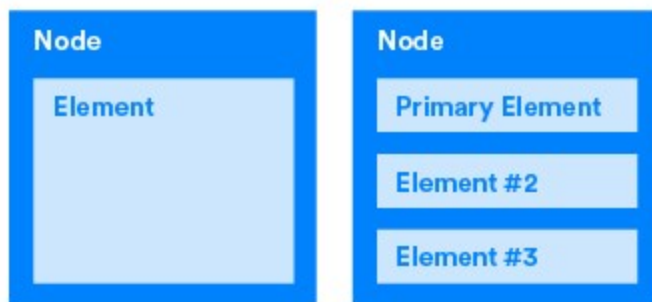 Node
Element
Node
Primary Element
Element #2
Element #3